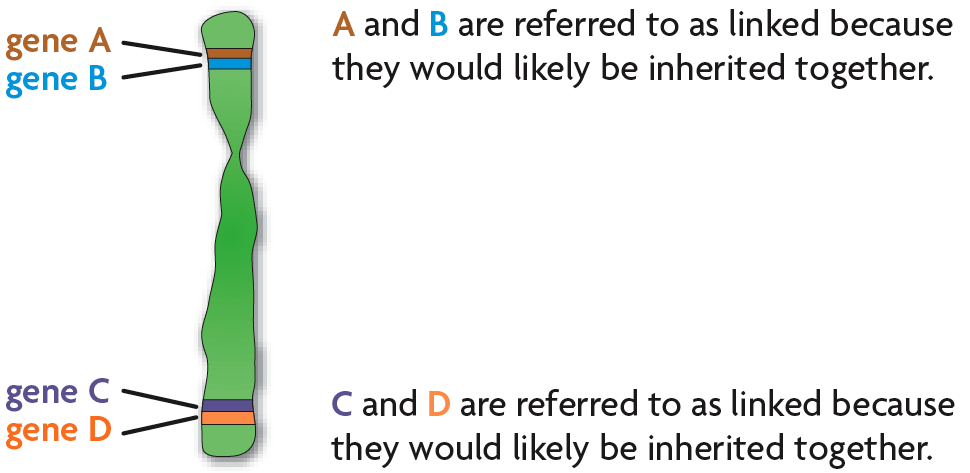 gene A
gene B
A and B are referred to as linked because
they would likely be inherited together.
gene C
gene D
C and D are referred to as linked because
they would likely be inherited together.